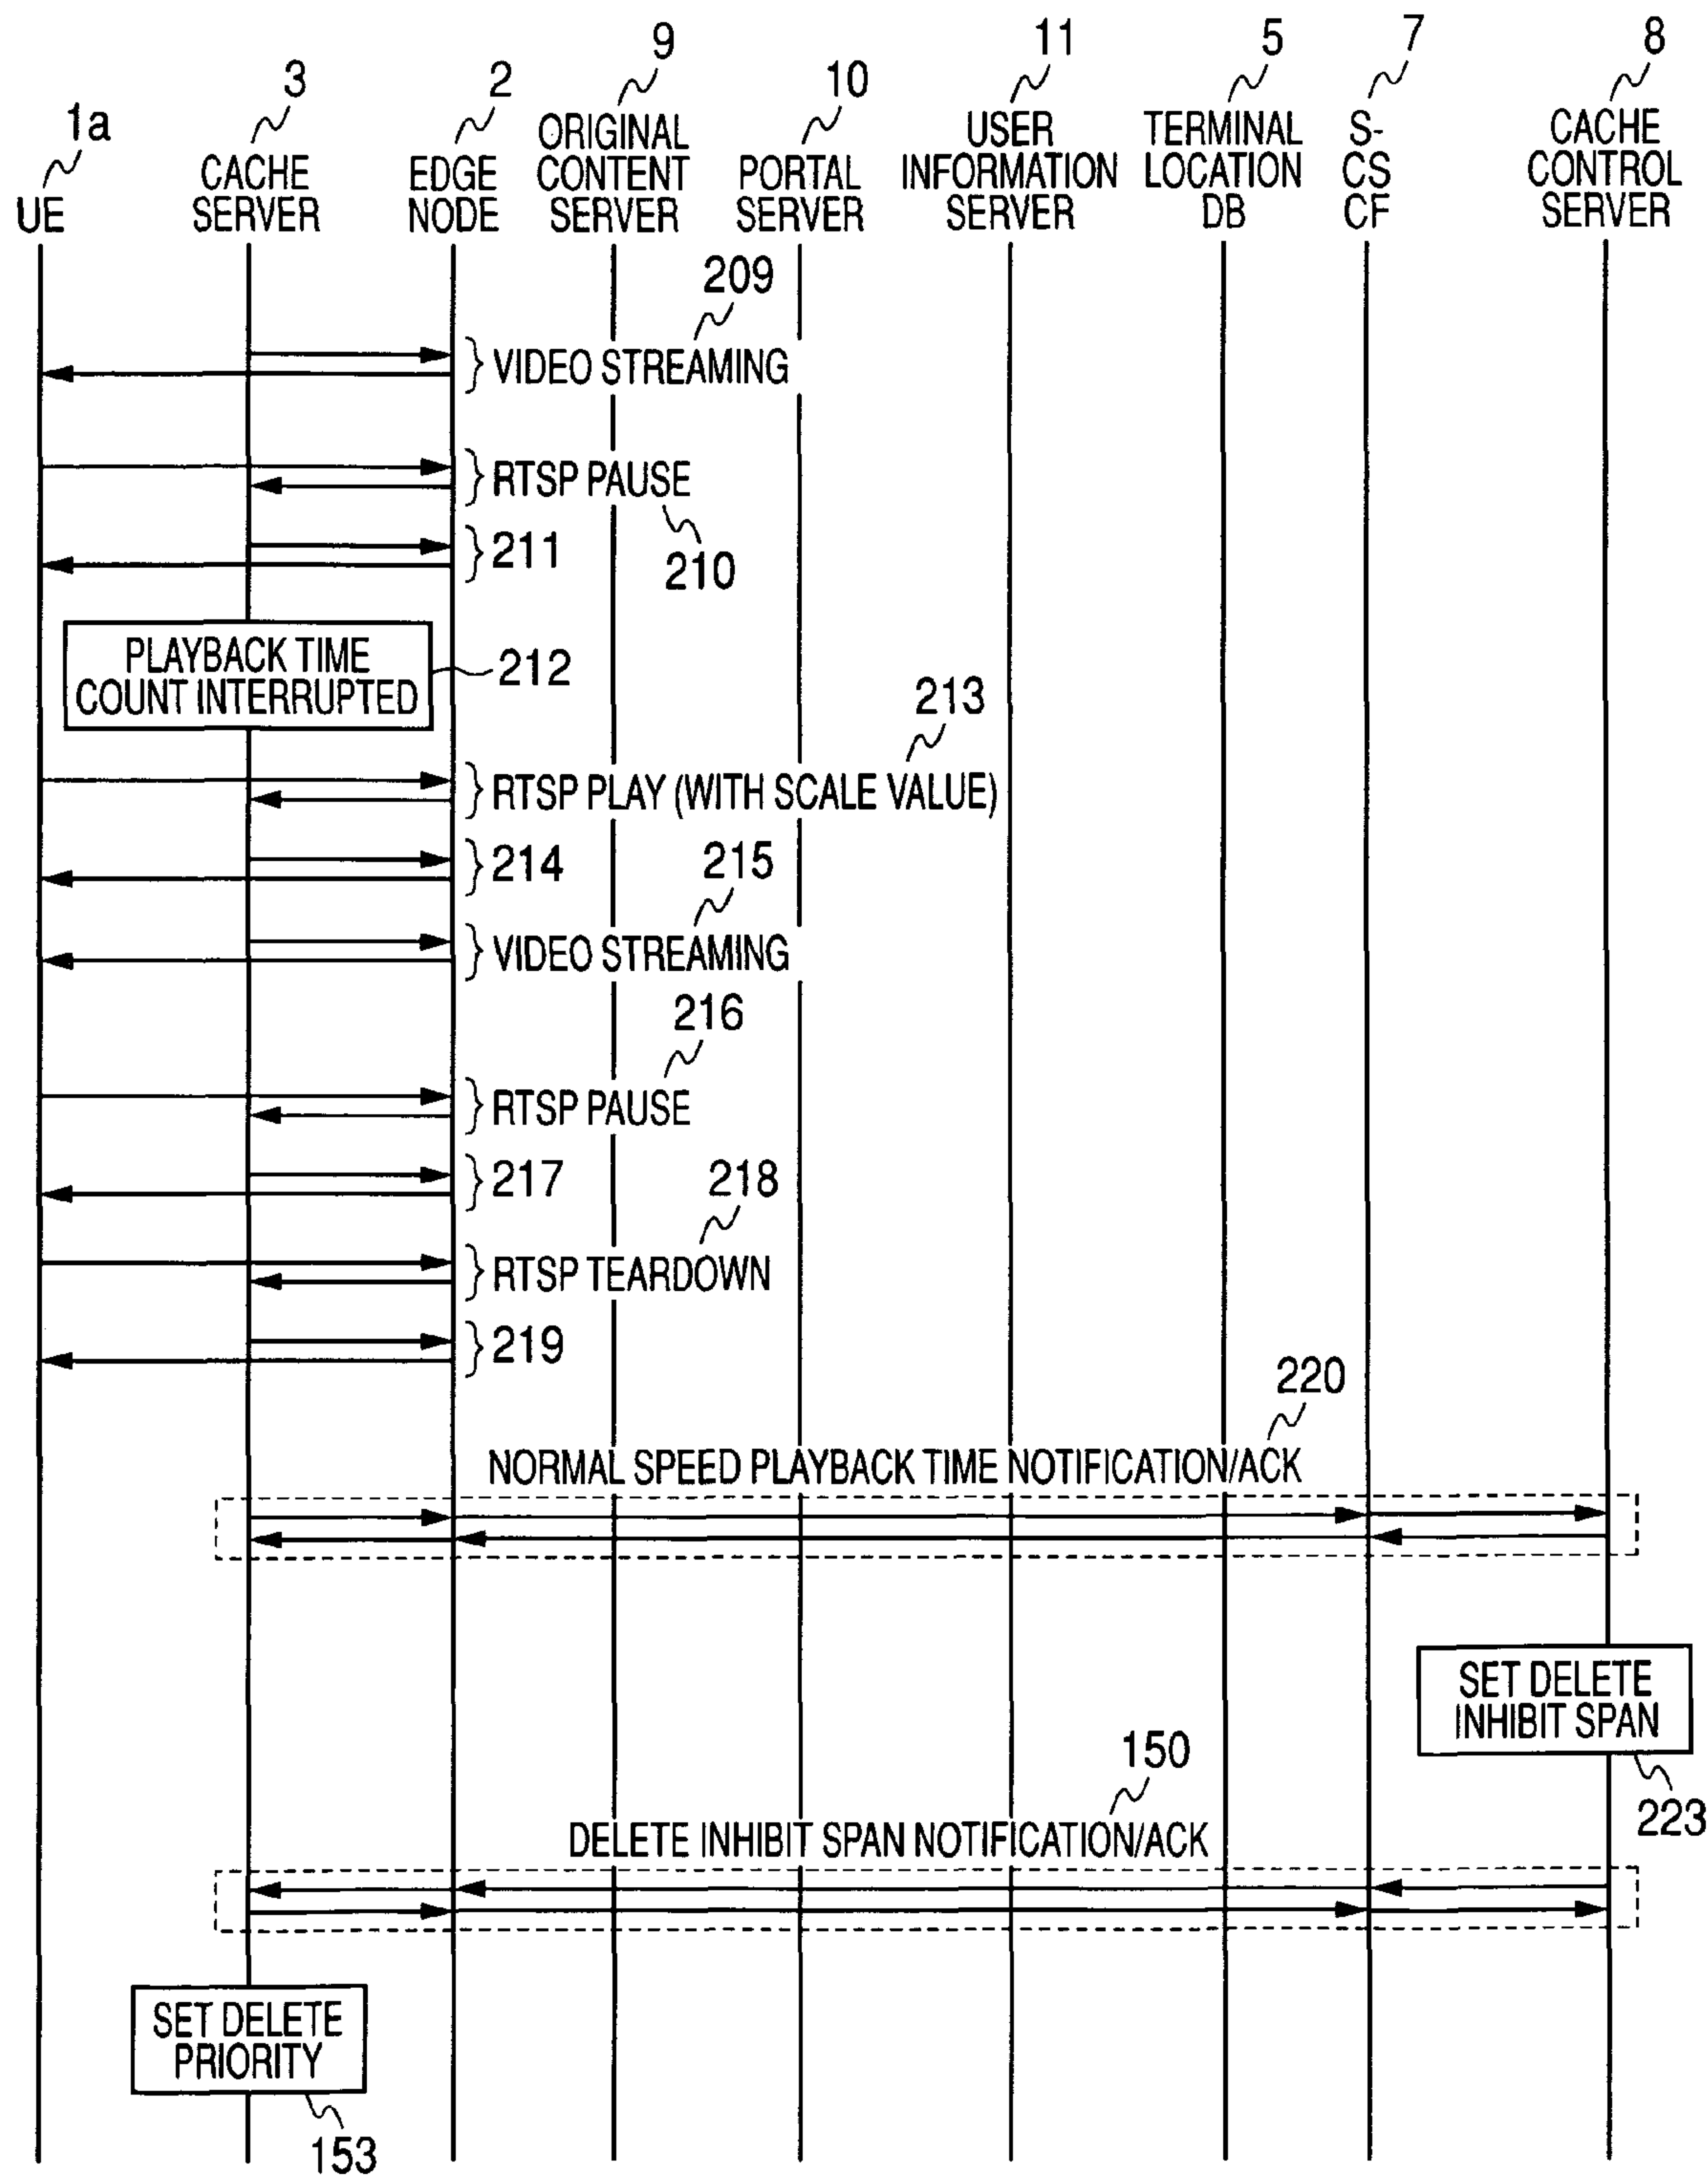 1a
UE
3
CACHE
SERVER
2
EDGE
NODE
9
ORIGINAL
CONTENT
SERVER
10
PORTAL
SERVER
11
USER
INFORMATION
SERVER
5
TERMINAL
LOCATION
DB
7
S-
CS
CF
8
CACHE
CONTROL
SERVER
209
VIDEO STREAMING
RTSP PAUSE
210
211
PLAYBACK TIME
COUNT INTERRUPTED
212
213
RTSP PLAY (WITH SCALE VALUE)
214
215
VIDEO STREAMING
216
RTSP PAUSE
217
218
RTSP TEARDOWN
219
220
NORMAL SPEED PLAYBACK TIME NOTIFICATION/ACK
SET DELETE
INHIBIT SPAN
223
150
DELETE INHIBIT SPAN NOTIFICATION/ACK
SET DELETE
PRIORITY
153